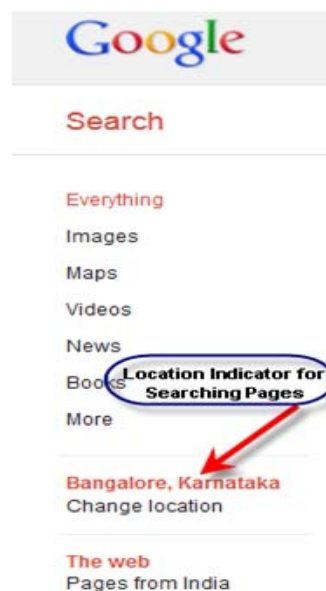 Google
Search
Everything
Images
Maps
Videos
News
Books
Location Indicator for
Searching Pages
More
Bangalore, Karnataka
Change location
The web
Pages from India